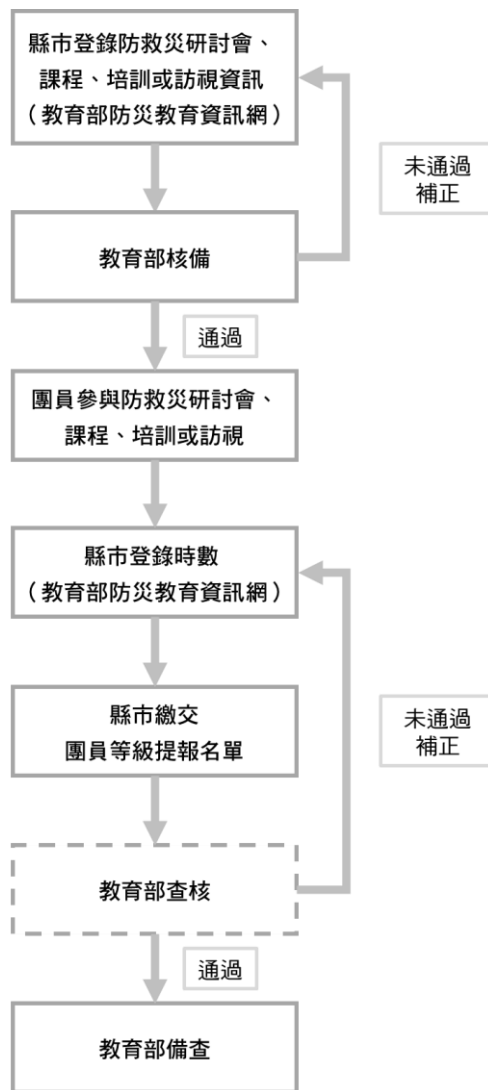 縣市登錄防救災研討會、
課程、培訓或訪視資訊
（教育部防災教育資訊網）
未通過
補正
教育部核備
通過
團員參與防救災研討會、
課程、培訓或訪視
縣市登錄時數
（教育部防災教育資訊網）
縣市繳交
團員等級提報名單
未通過
補正
教育部查核
通過
教育部備查